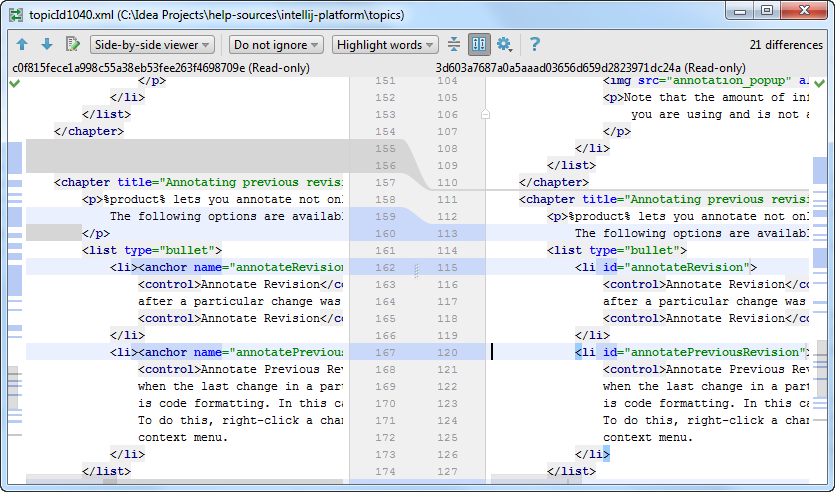 topicId1040.xml (C:\Idea Projects\help-sources\intellij-platform\topics)
Side-by-side viewer Do not ignore Highlight words ? 21 differences
c0f815fece1a998c55a38eb53fee263f4698709e (Read-only) 3d603a7687a0a5aaad03656d659d2823971dc24a (Read-only)
</p> 151 104 <img src="annotation_popup" al
</li> 152 105 <p>Note that the amount of inf
</list> 153 106 you are using and is not a
</chapter> 154 107 </p>
155 108 </li>
156 109 </list>
<chapter title="Annotating previous revisi 157 110 </chapter>
<p>%product% lets you annotate not onl 158 111 <chapter title="Annotating previous revis
The following options are availabl 159 112 <p>%product% lets you annotate not on
</p> 160 113 The following options are availab
<list type="bullet"> 161 114 <list type="bullet">
<li><anchor name="annotateRevision 162 115 <li id="annotateRevision">
<control>Annotate Revision</co 163 116 <control>Annotate Revision</c
after a particular change was 164 117 after a particular change was
<control>Annotate Revision</co 165 118 <control>Annotate Revision</c
</li> 166 119 </li>
<li><anchor name="annotatePrevious 167 120 <li id="annotatePreviousRevision">
<control>Annotate Previous Rev 168 121 <control>Annotate Previous Re
when the last change in a part 169 122 when the last change in a par
is code formatting. In this ca 170 123 is code formatting. In this c
To do this, right-click a chan 171 124 To do this, right-click a cha
context menu. 172 125 context menu.
</li> 173 126 </li>
</list> 174 127 </list>